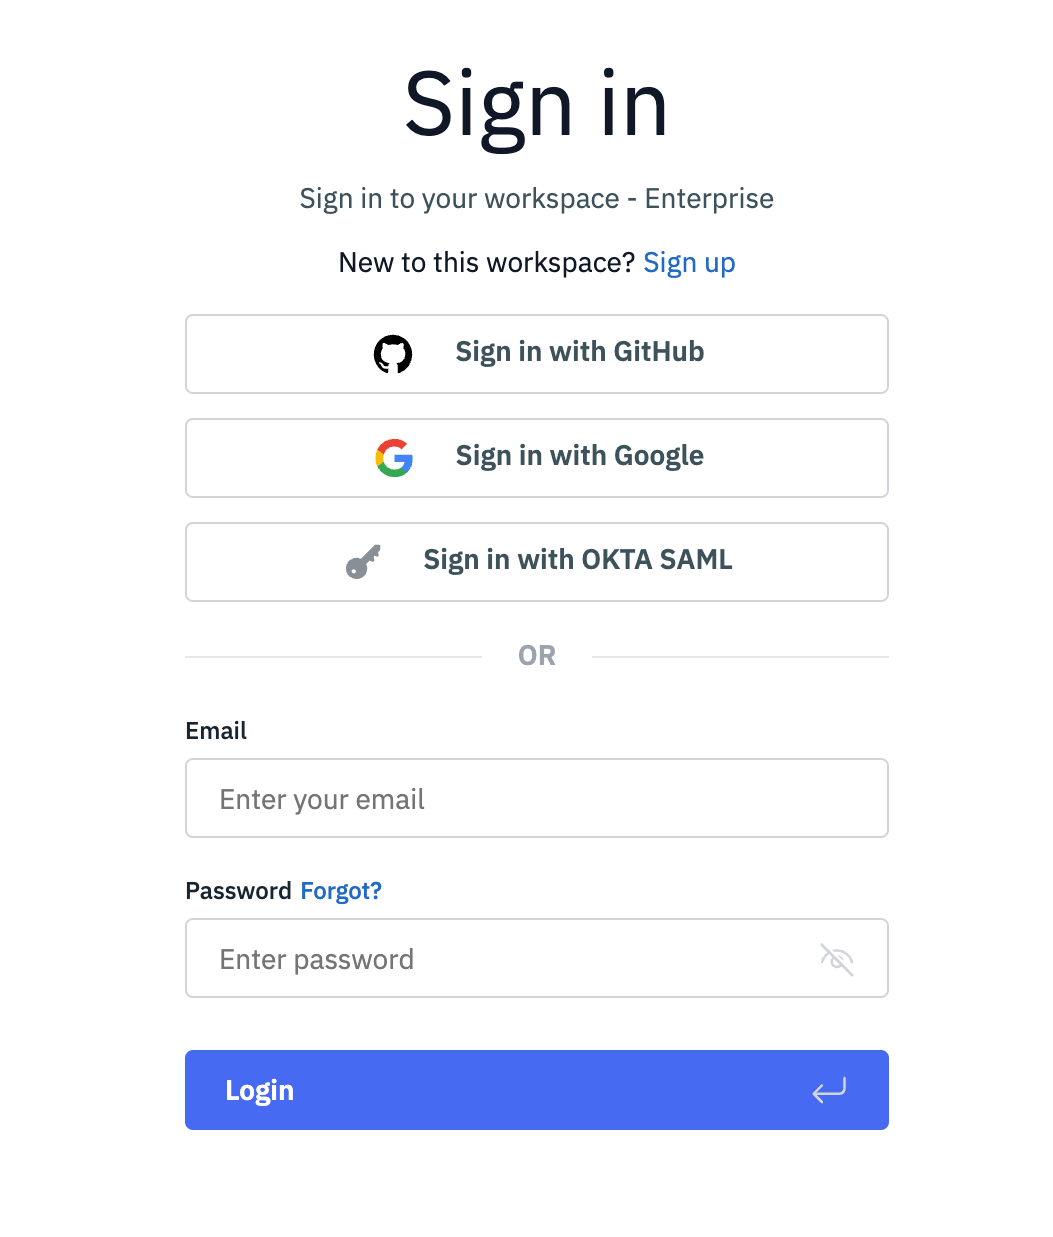 Sign in
Sign in to your workspace - Enterprise
New to this workspace? Sign up
Sign in with GitHub
Sign in with Google
Sign in with OKTA SAML
OR
Email
Enter your email
Password Forgot?
Enter password
Login